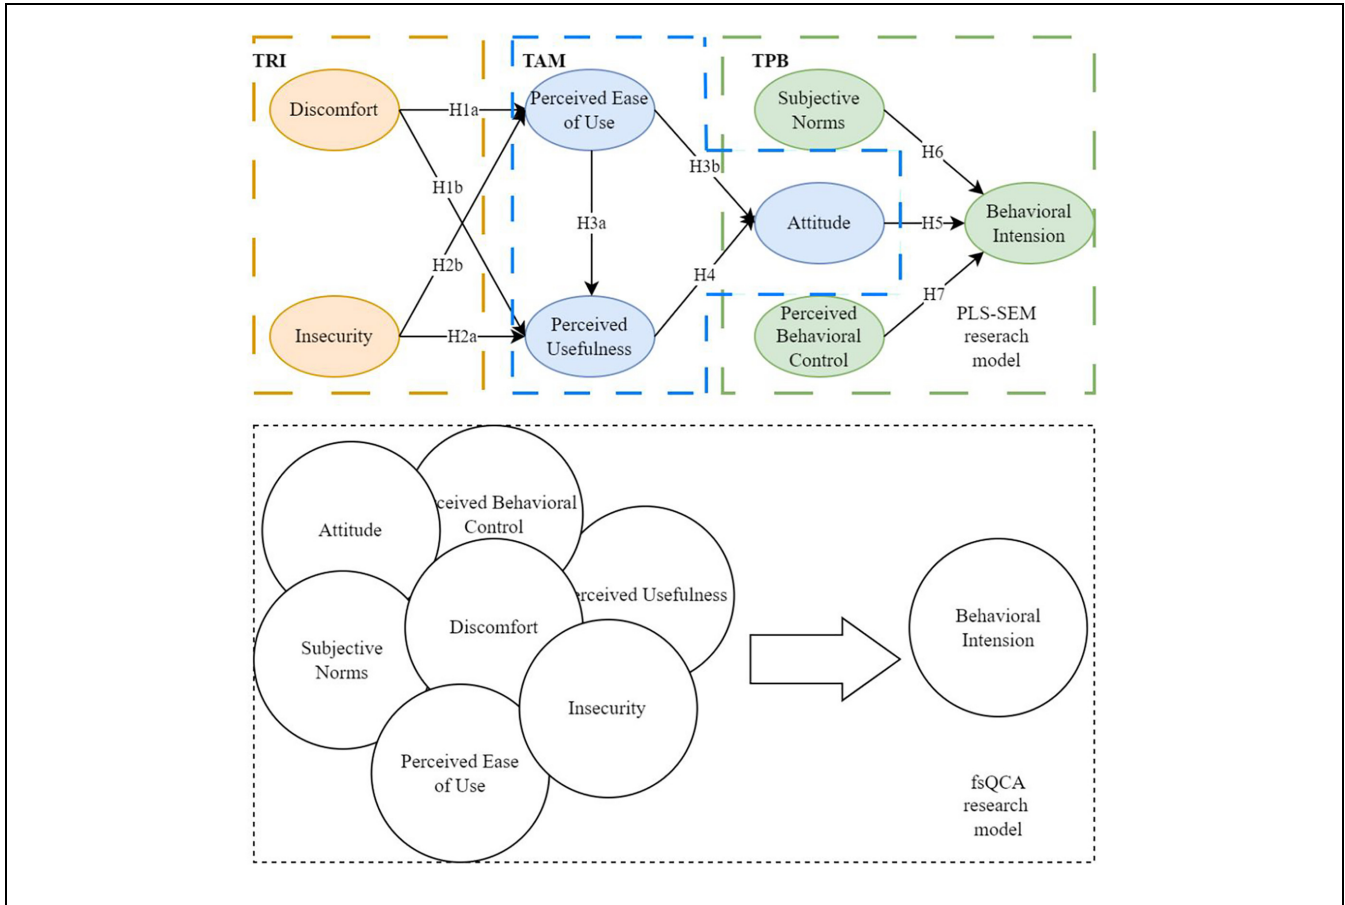 TRI
TAM
TPB
Discomfort
H1a
Perceived Ease
of Use
Subjective
Norms
H6
H3b
H1b
H3a
Attitude
H5
Behavioral
Intension
H2b
H4
H7
Insecurity
H2a
Perceived
Usefulness
Perceived
Behavioral
Control
PLS-SEM
reserach
model
Attitude
ceived Behavioral
Control
erceived Usefulness
Discomfort
Subjective
Norms
Insecurity
Perceived Ease
of Use
Behavioral
Intension
fsQCA
research
model